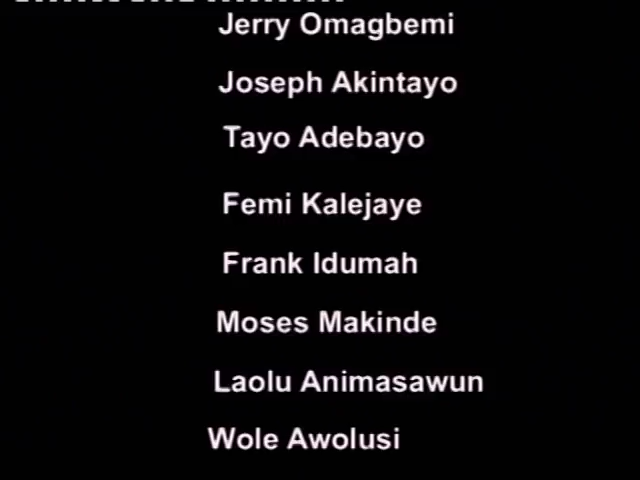 Jerry Omagbemi
Joseph Akintayo
Tayo Adebayo
Femi Kalejaye
Frank Idumah
Moses Makinde
Laolu Animasawun
Wole Awolusi